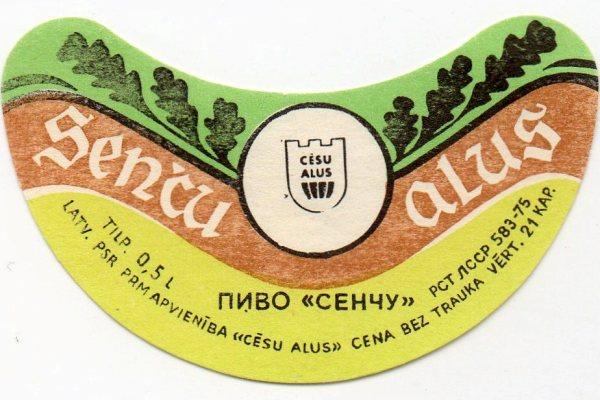 Senču alus
CĒSU
ALUS
TILP. 0,5 L
ПИВО «СЕНЧУ»
РСТ ЛССР 583-75
LATV. PSR PRM APVIENĪBA «CĒSU ALUS» CENA BEZ TRAUKA VĒRT. 21 KAP.